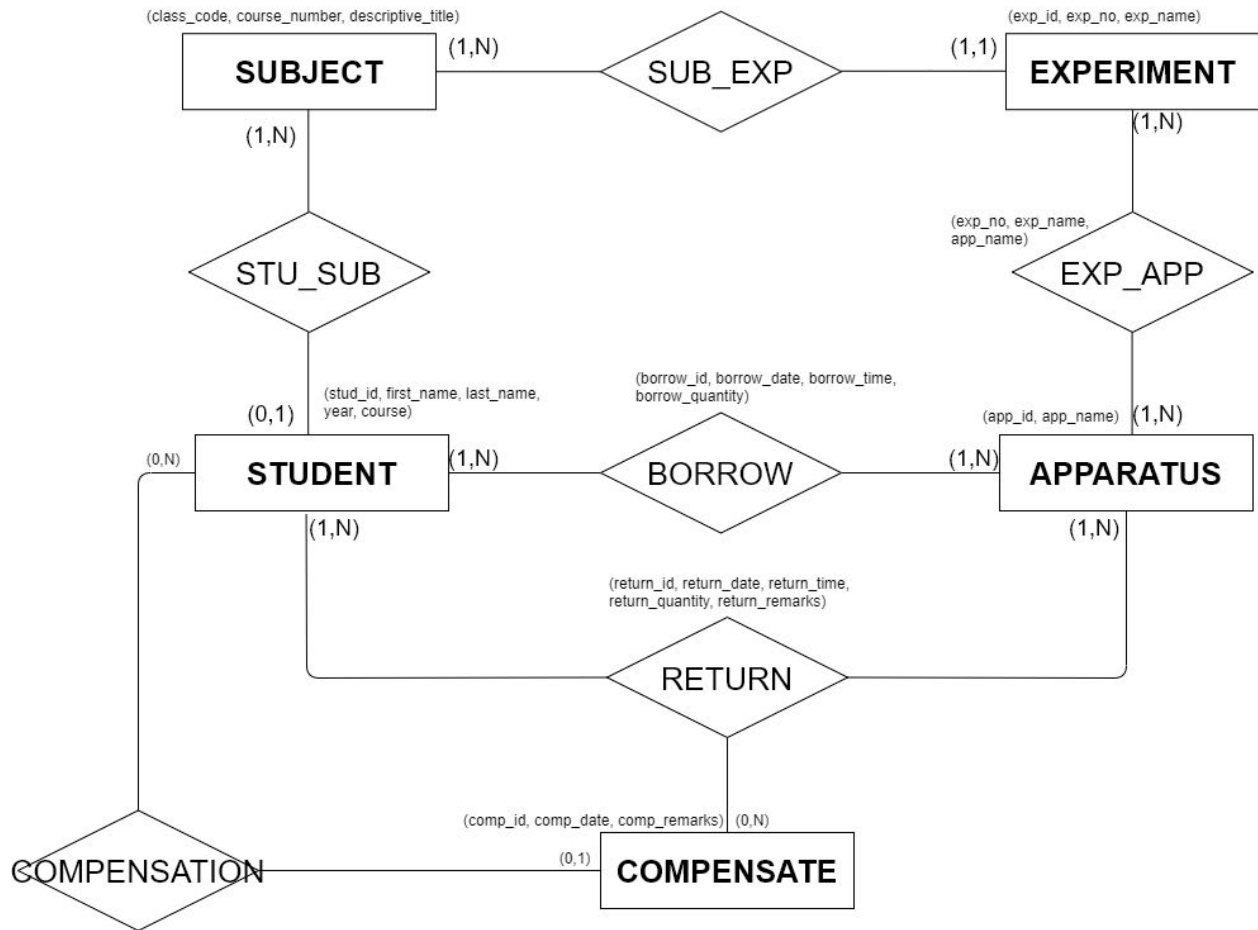 (class_code, course_number, descriptive_title)
(exp_id, exp_no, exp_name)
SUBJECT
(1,N)
SUB_EXP
(1,1)
EXPERIMENT
(1,N)
(1,N)
STU_SUB
(exp_no, exp_name,
app_name)
EXP_APP
(stud_id, first_name, last_name,
year, course)
(0,1)
(borrow_id, borrow_date, borrow_time,
borrow_quantity)
(app_id, app_name)
(1,N)
(0,N)
STUDENT
(1,N)
BORROW
(1,N)
APPARATUS
(1,N)
(1,N)
(return_id, return_date, return_time,
return_quantity, return_remarks)
RETURN
(comp_id, comp_date, comp_remarks)
(0,N)
COMPENSATION
(0,1)
COMPENSATE